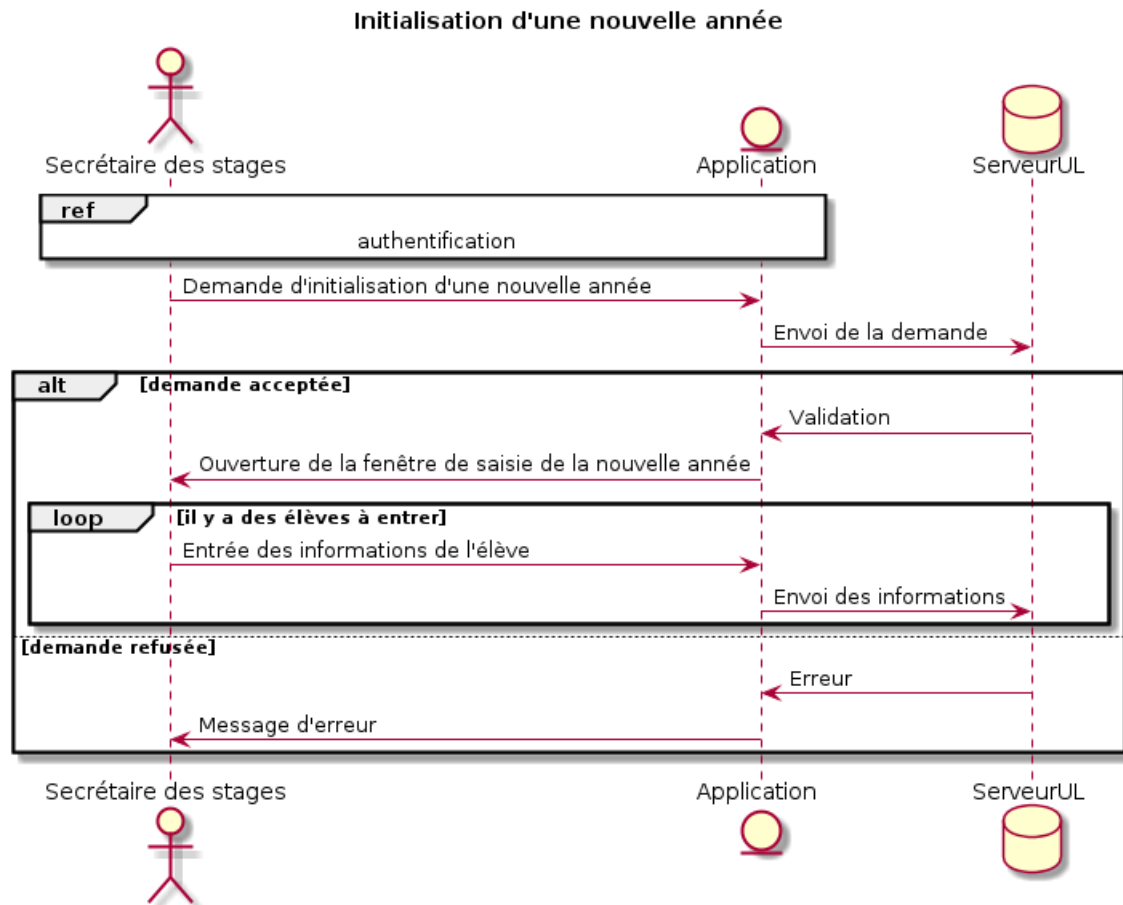 Initialisation d'une nouvelle année
Secrétaire des stages
Application
ServeurUL
ref
authentification
Demande d'initialisation d'une nouvelle année
Envoi de la demande
alt
[demande acceptée]
Validation
Ouverture de la fenêtre de saisie de la nouvelle année
loop
[il y a des élèves à entrer]
Entrée des informations de l'élève
Envoi des informations
[demande refusée]
Erreur
Message d'erreur
Secrétaire des stages
Application
ServeurUL